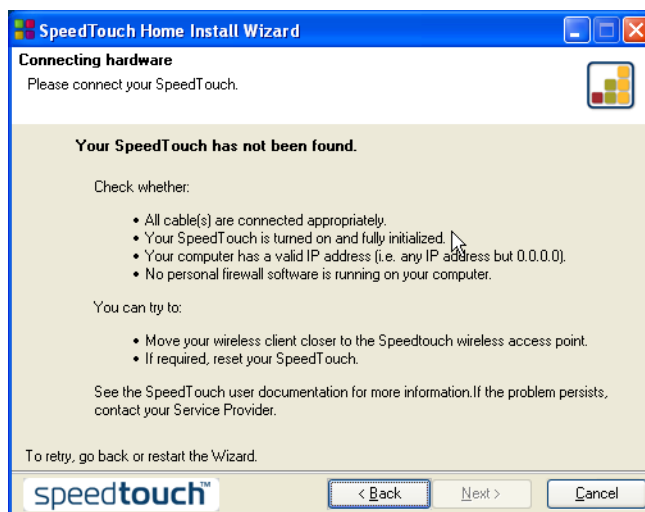 SpeedTouch Home Install Wizard
Connecting hardware
Please connect your SpeedTouch.
Your SpeedTouch has not been found.
Check whether:
• All cable(s) are connected appropriately.
• Your SpeedTouch is turned on and fully initialized.
• Your computer has a valid IP address (i.e. any IP address but 0.0.0.0).
• No personal firewall software is running on your computer.
You can try to:
• Move your wireless client closer to the Speedtouch wireless access point.
• If required, reset your SpeedTouch.
See the SpeedTouch user documentation for more information.If the problem persists,
contact your Service Provider.
To retry, go back or restart the Wizard.
speedtouch™ < Back Next > Cancel